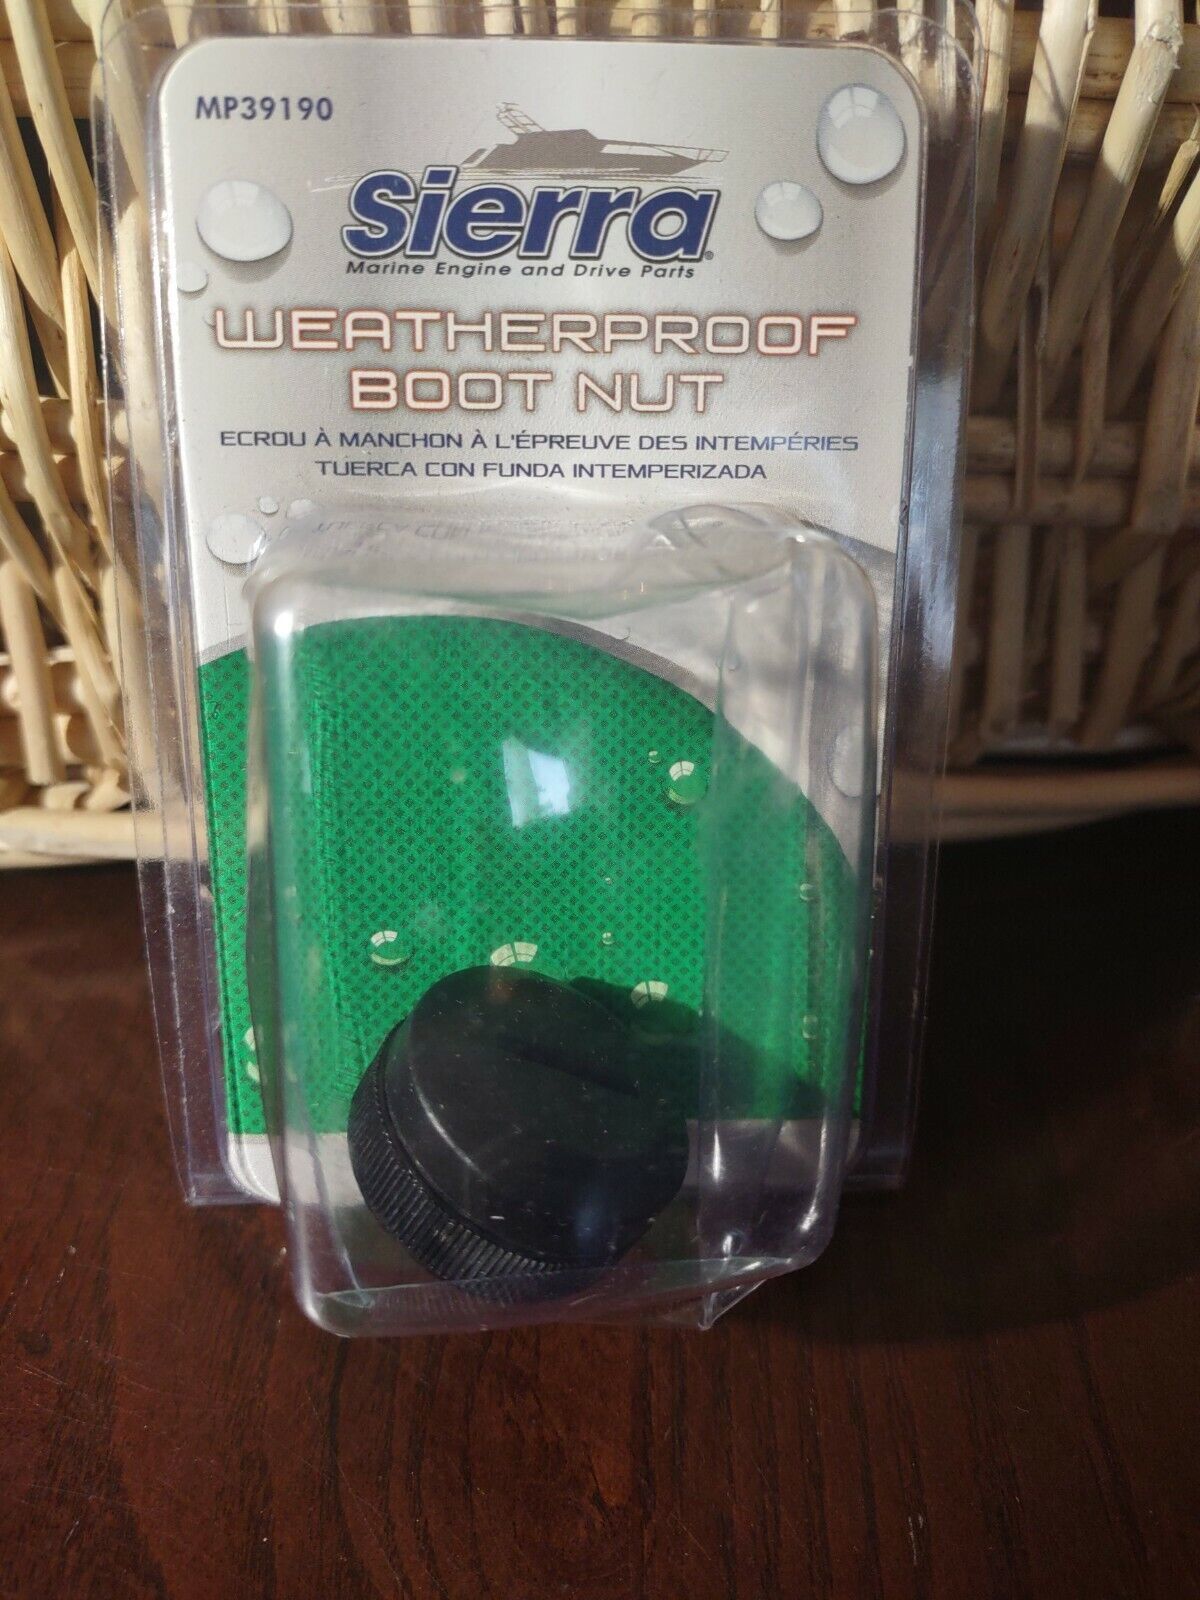 MP39190
Sierra®
Marine Engine and Drive Parts
WEATHERPROOF
BOOT NUT
ECROU À MANCHON À L'ÉPREUVE DES INTEMPÉRIES
TUERCA CON FUNDA INTEMPERIZADA